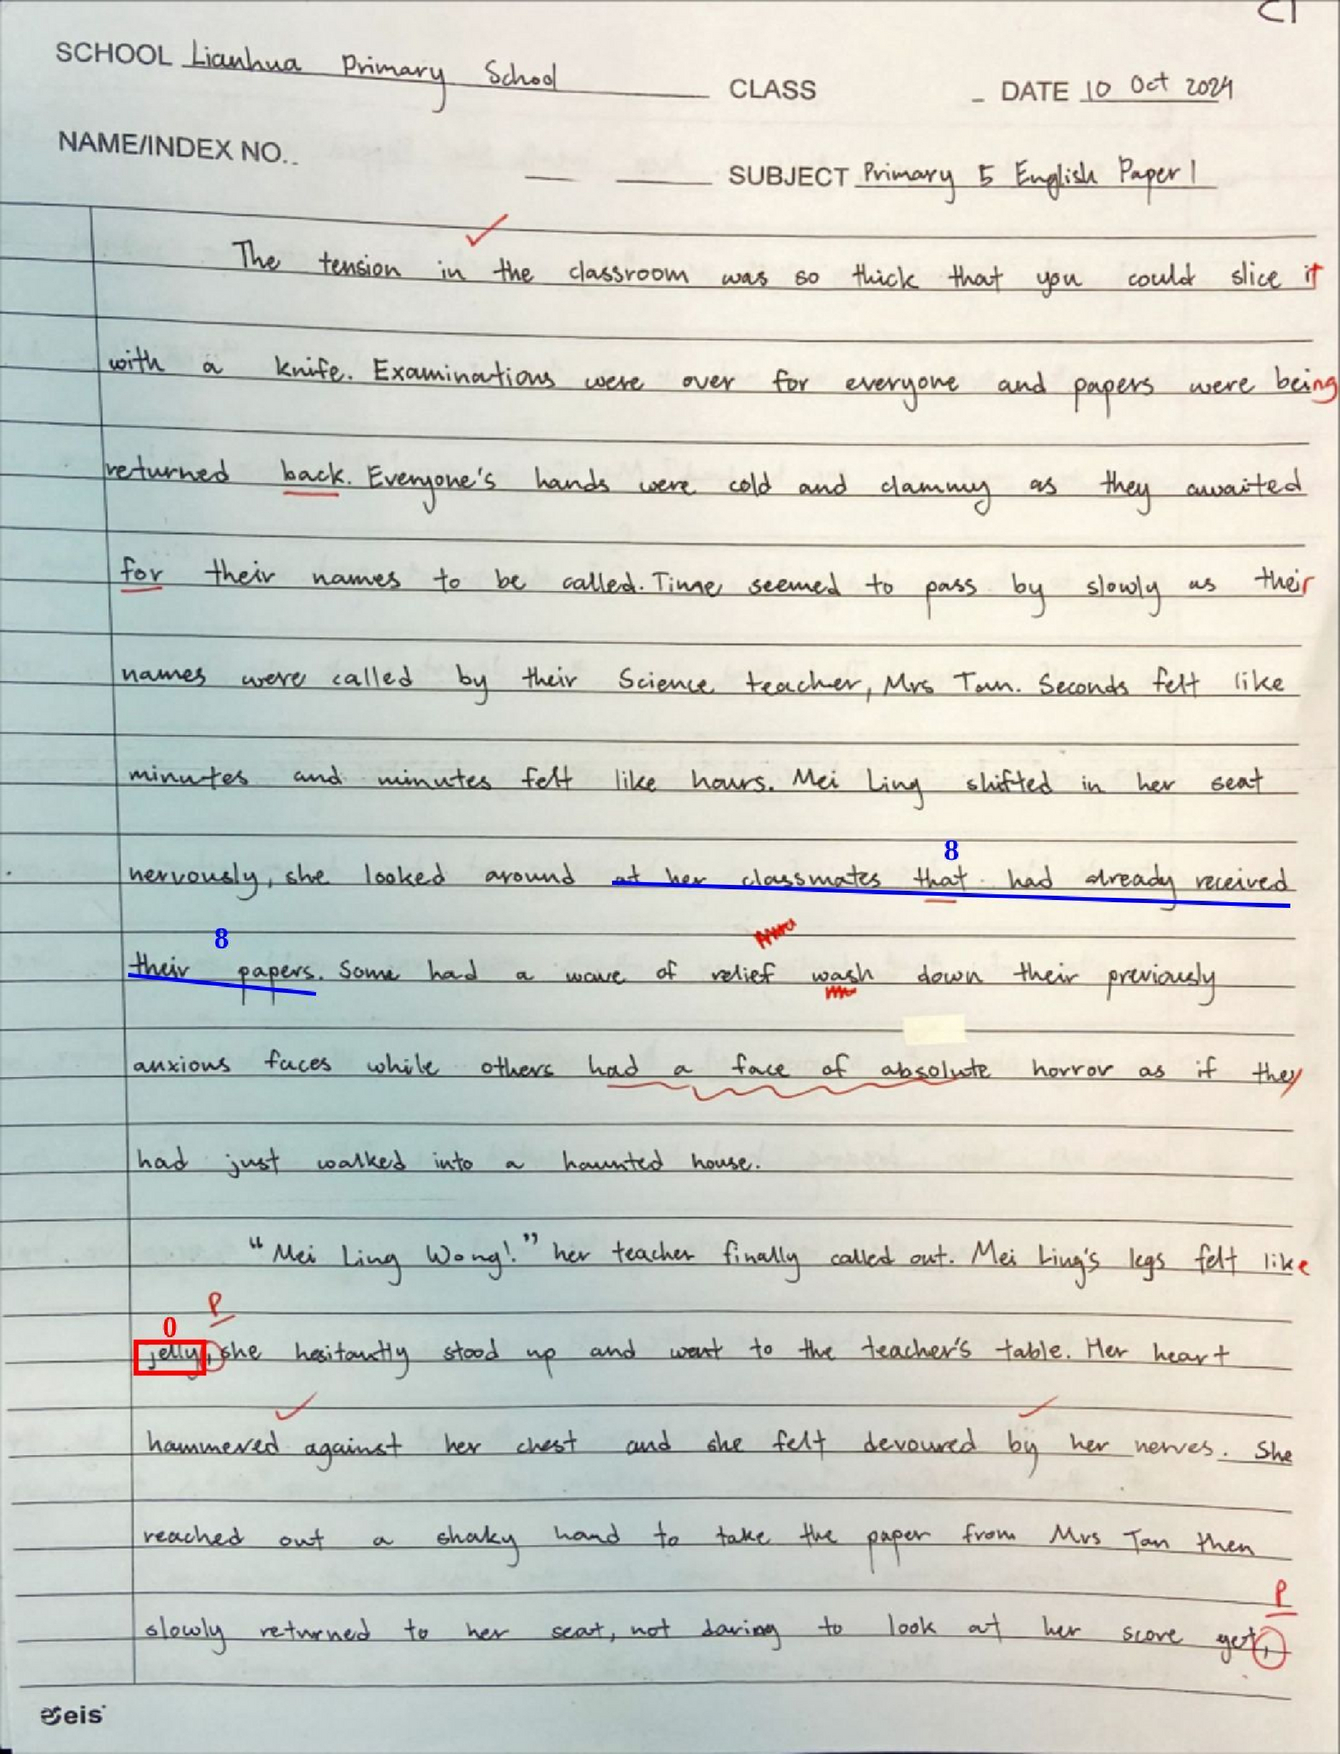 C1
SCHOOL Lianhua Primary School CLASS DATE 10 Oct 2024
NAME/INDEX NO. SUBJECT Primary 5 English Paper 1
The tension in the classroom was so thick that you could slice it
with a knife. Examinations were over for everyone and papers were being
returned back. Everyone's hands were cold and clammy as they awaited
for their names to be called. Time seemed to pass by slowly as their
names were called by their Science teacher, Mrs Tan. Seconds felt like
minutes and minutes felt like hours. Mei Ling shifted in her seat
8
nervously, she looked around at her classmates that had already received
8
their papers. Some had a wave of relief wash down their previously
anxious faces while others had a face of absolute horror as if they
had just walked into a haunted house.
"Mei Ling Wong!" her teacher finally called out. Mei Ling's legs felt like
P
0
jelly, she hesitantly stood up and went to the teacher's table. Her heart
hammered against her chest and she felt devoured by her nerves. She
reached out a shaky hand to take the paper from Mrs Tan then
P
slowly returned to her seat, not daring to look at her score yet,
eis